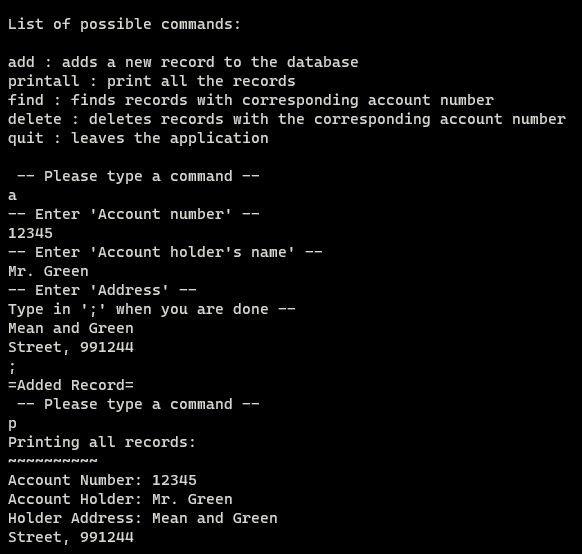 List of possible commands:
add : adds a new record to the database
printall : print all the records
find : finds records with corresponding account number
delete : deletes records with the corresponding account number
quit : leaves the application
-- Please type a command --
a
-- Enter 'Account number' --
12345
-- Enter 'Account holder's name' --
Mr. Green
-- Enter 'Address' --
Type in ';' when you are done --
Mean and Green
Street, 991244
;
=Added Record=
-- Please type a command --
p
Printing all records:
~~~~~~~~~~
Account Number: 12345
Account Holder: Mr. Green
Holder Address: Mean and Green
Street, 991244